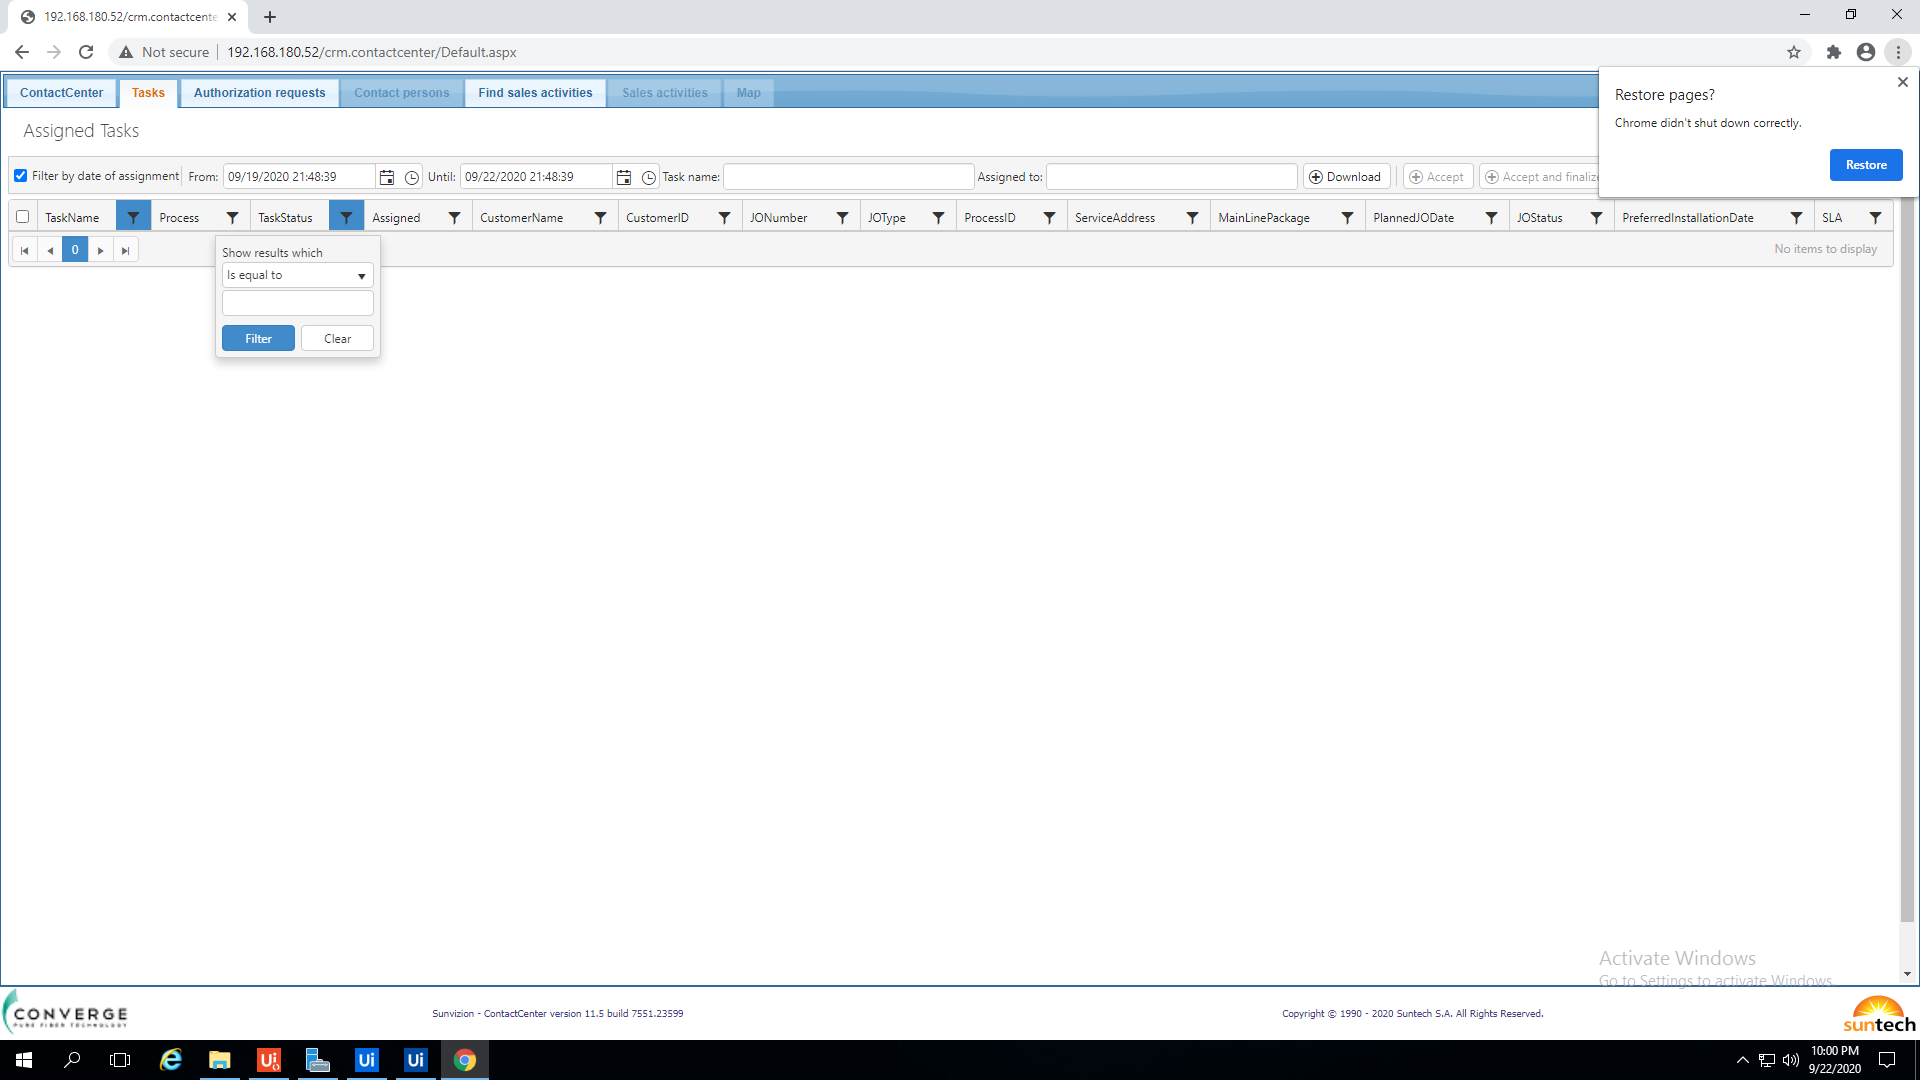 192.168.180.52/crm.contactcente
Not secure
192.168.180.52/crm.contactcenter/Default.aspx
ContactCenter
Tasks
Authorization requests
Contact persons
Find sales activities
Sales activities
Map
Restore pages?
Chrome didn't shut down correctly.
Restore
Assigned Tasks
Filter by date of assignment
From:
09/19/2020 21:48:39
Until:
09/22/2020 21:48:39
Task name:
Assigned to:
Download
Accept
Accept and finalize
TaskName
Process
TaskStatus
Assigned
CustomerName
CustomerID
JONumber
JOType
ProcessID
ServiceAddress
MainLinePackage
PlannedJODate
JOStatus
PreferredInstallationDate
SLA
0
No items to display
Show results which
Is equal to
Filter
Clear
Activate Windows
Go to Settings to activate Windows.
CONVERGE
PURE FIBER TECHNOLOGY
Sunvizion - ContactCenter version 11.5 build 7551.23599
Copyright © 1990 - 2020 Suntech S.A. All Rights Reserved.
suntech
Ui
Ui
Ui
10:00 PM
9/22/2020